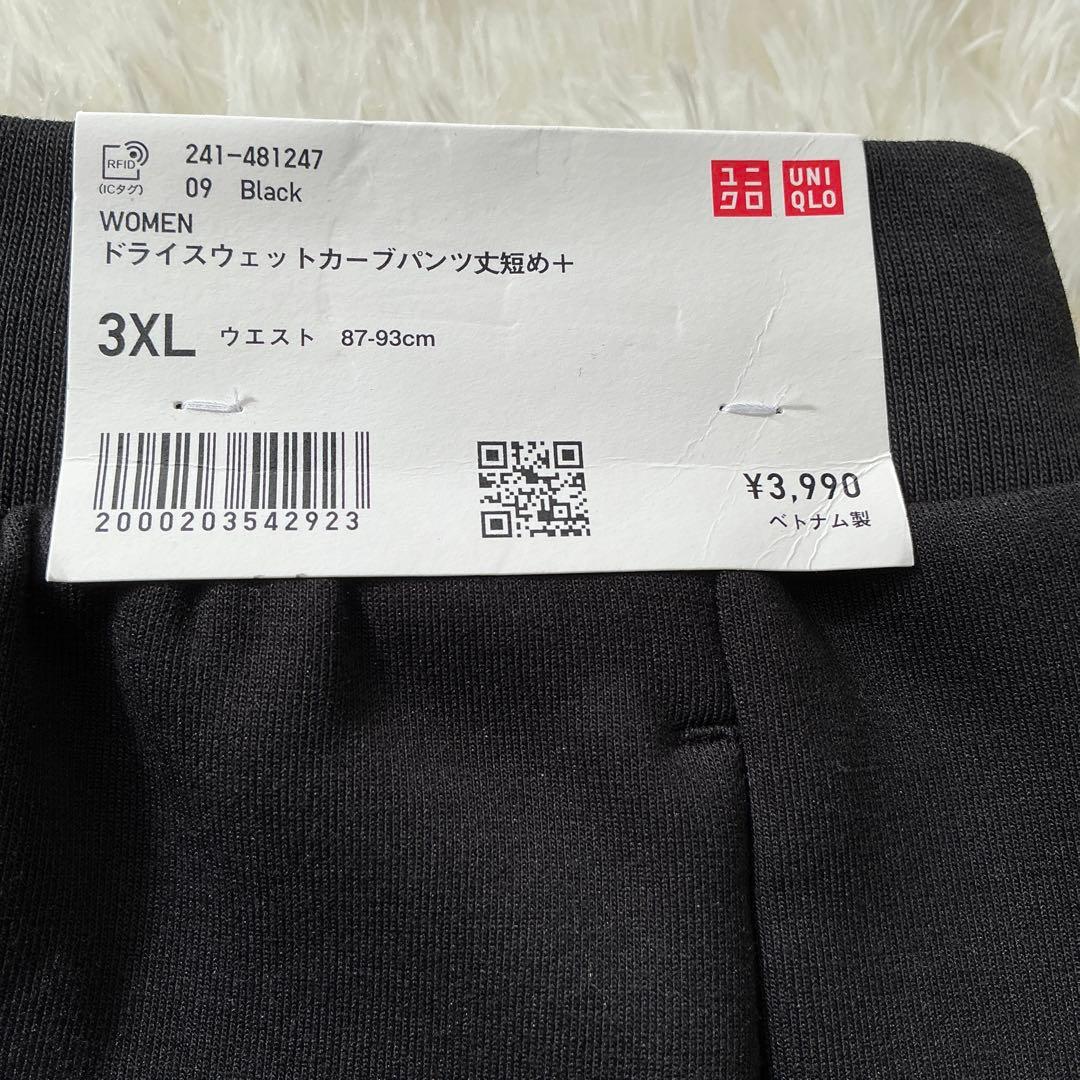 RFID
(ICタグ)
241-481247
09 Black
WOMEN
ドライスウェットカーブパンツ丈短め+
ユニ
クロ
UNI
QLO
3XL ウエスト 87-93cm
2000203542923
¥3,990
ベトナム製